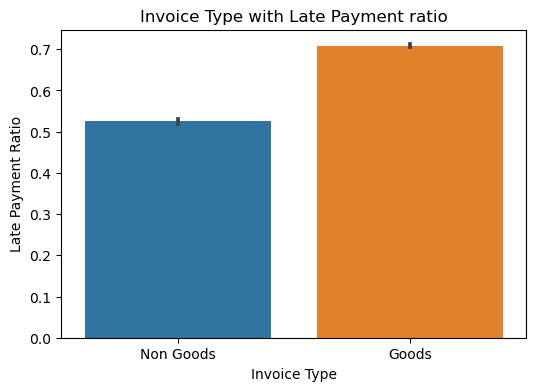 Invoice Type with Late Payment ratio
Late Payment Ratio
0.7
0.6
0.5
0.4
0.3
0.2
0.1
0.0
Non Goods
Goods
Invoice Type